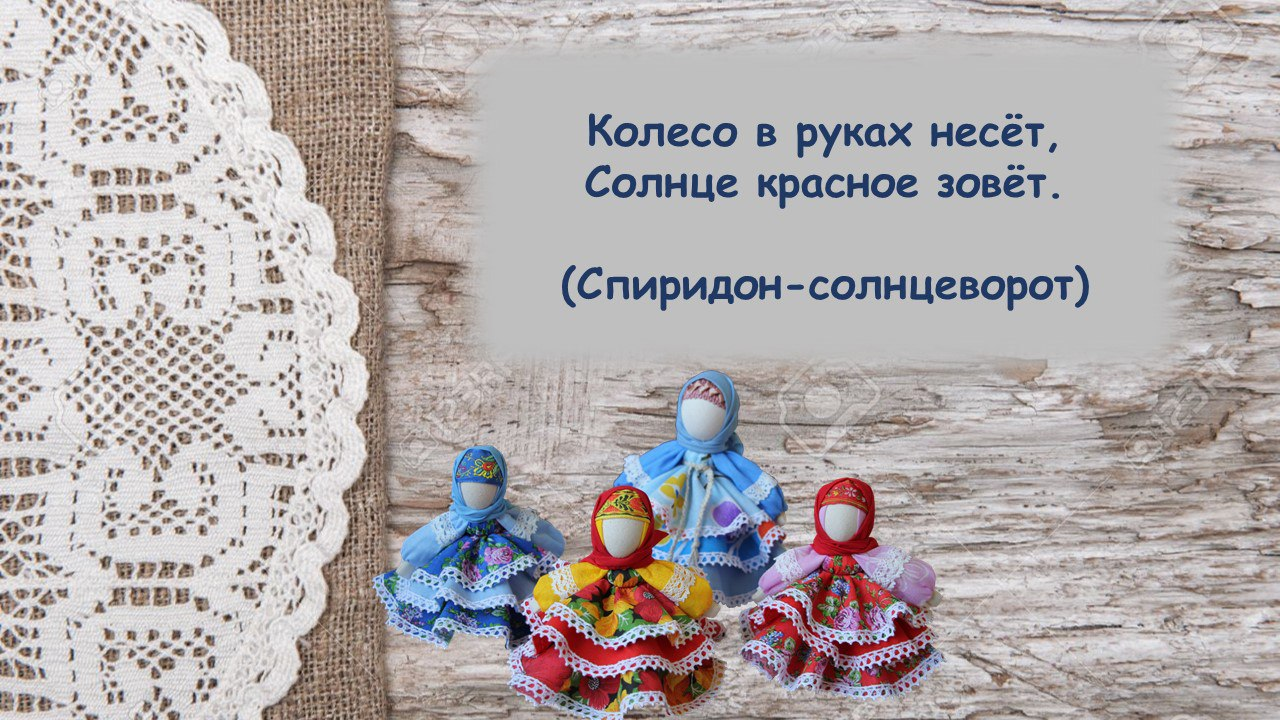 Колесо в руках несёт,
Солнце красное зовёт.
(Спиридон-солнцеворот)